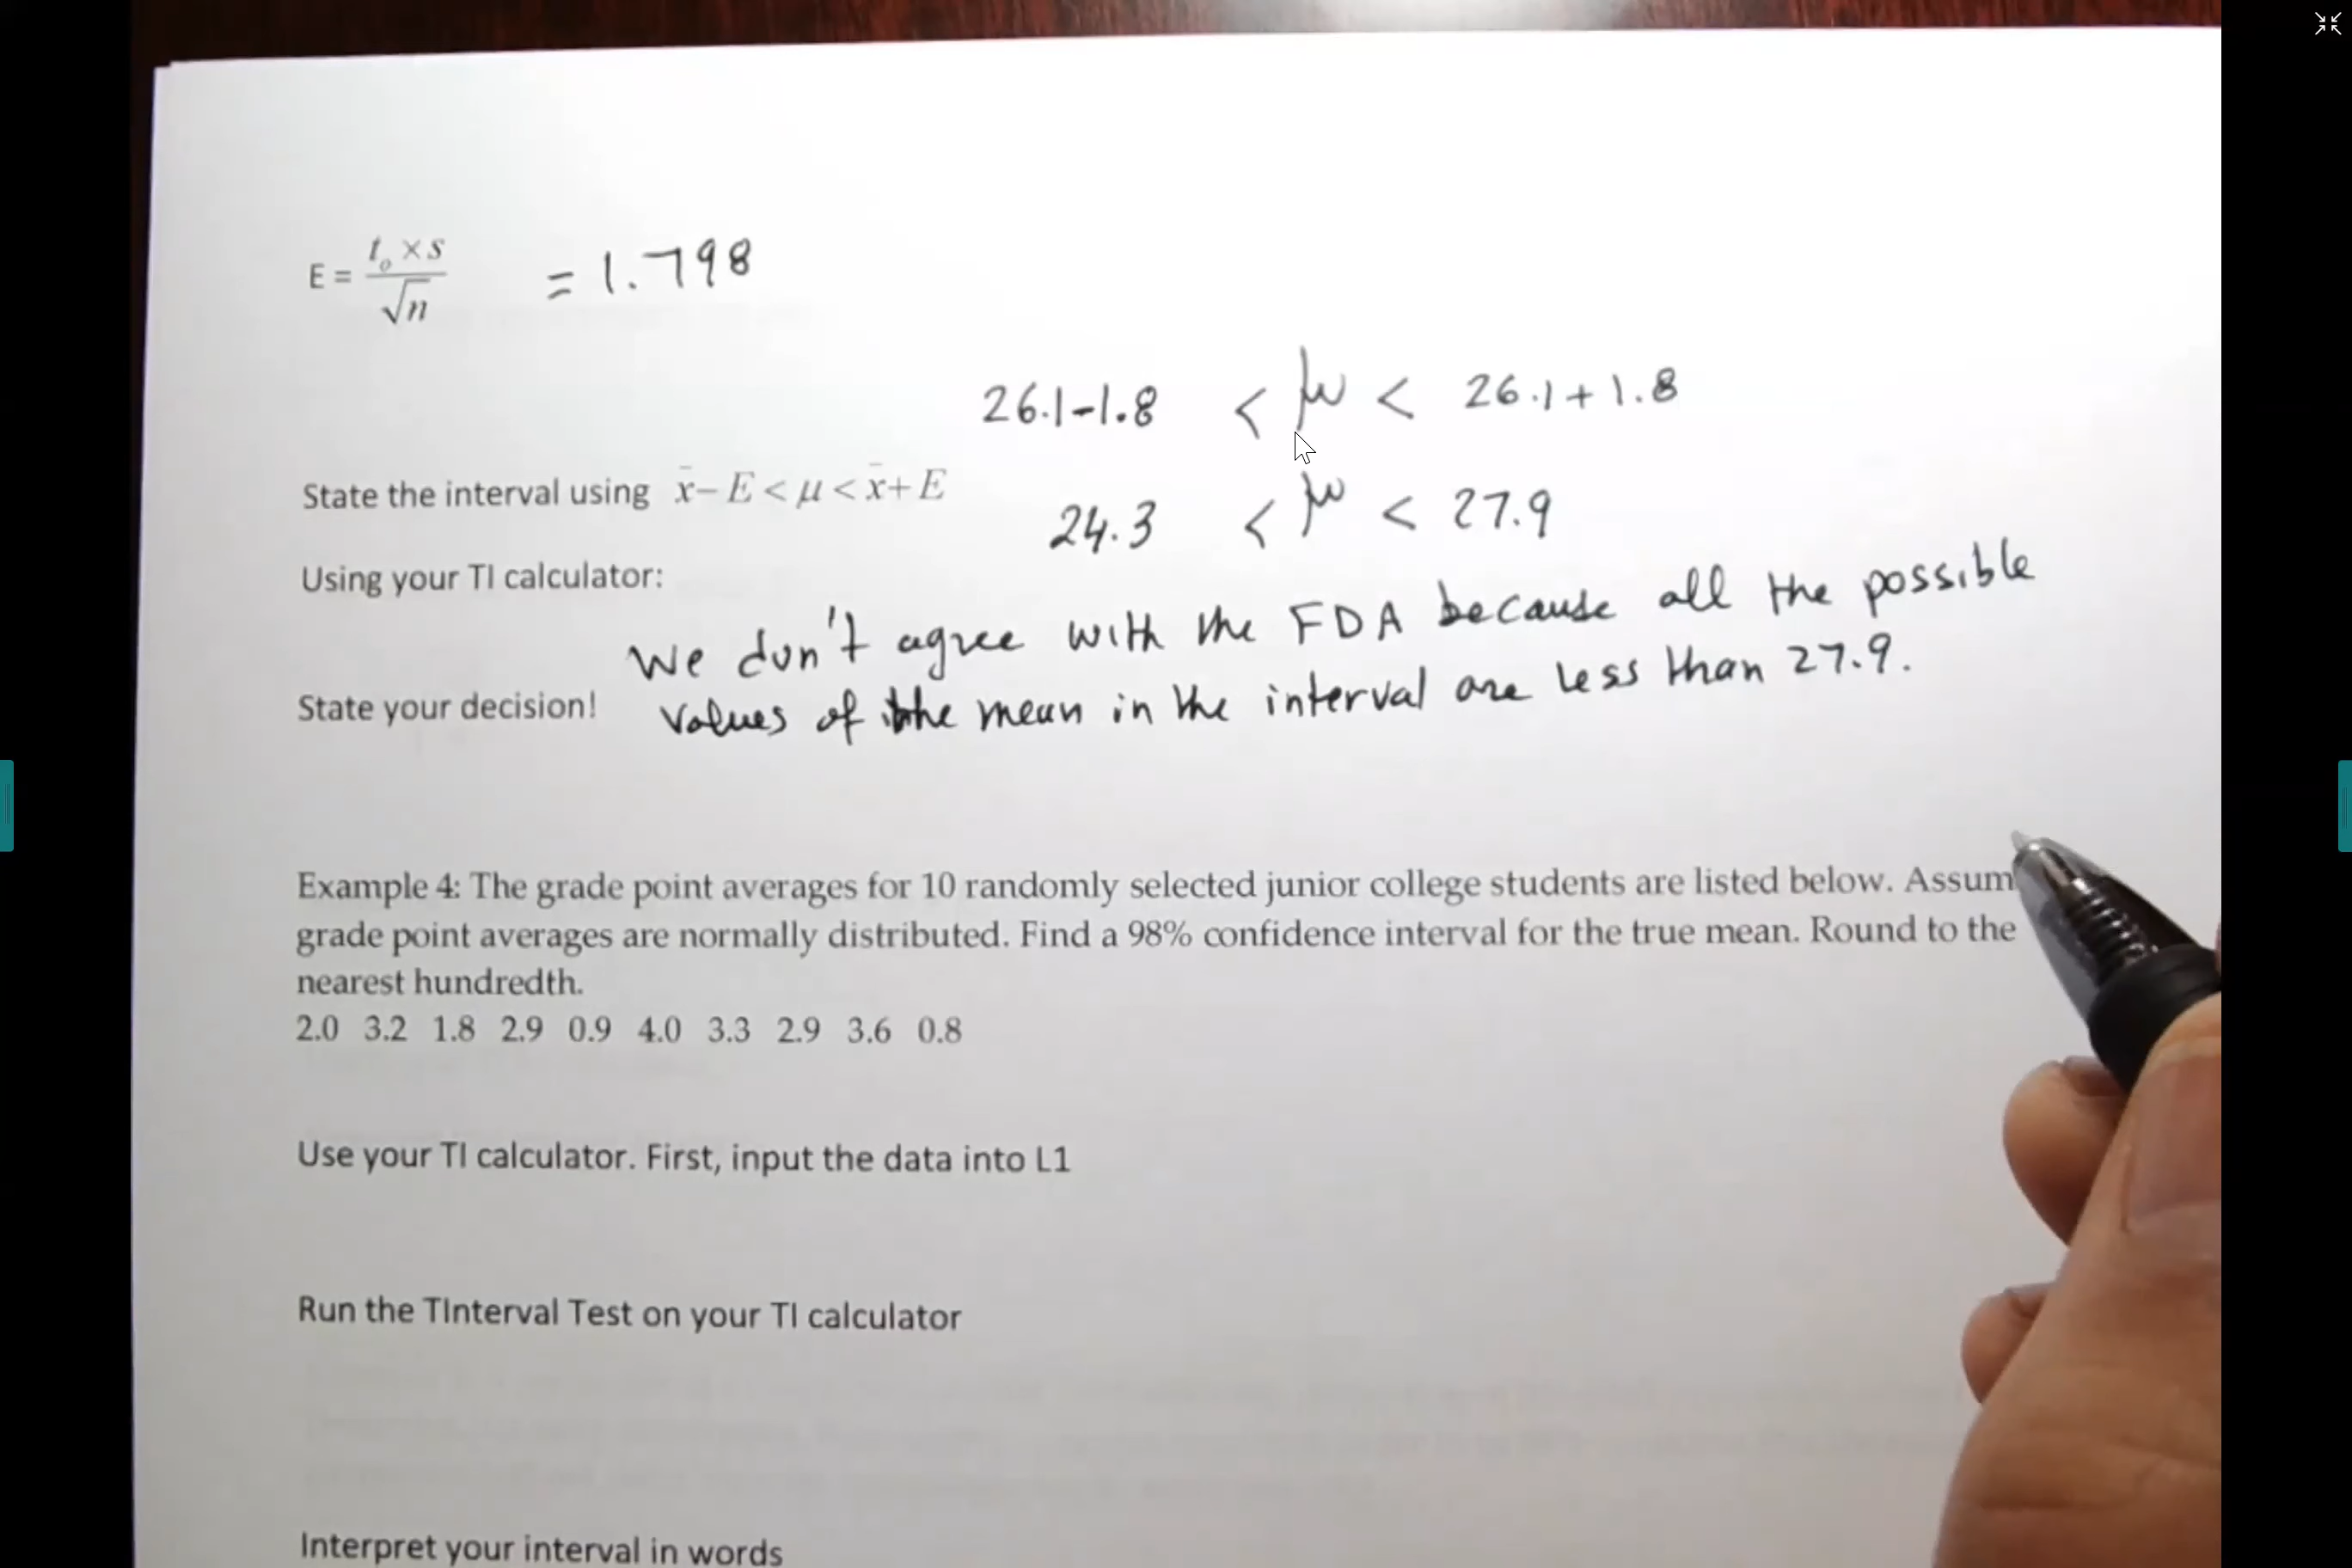 E = t₀ × s / √n = 1.798
26.1-1.8 < μ < 26.1+1.8
State the interval using x̄ − E < μ < x̄ + E
24.3 < μ < 27.9
Using your TI calculator:
We don't agree with the FDA because all the possible
State your decision! values of the mean in the interval are less than 27.9.
Example 4: The grade point averages for 10 randomly selected junior college students are listed below. Assum
grade point averages are normally distributed. Find a 98% confidence interval for the true mean. Round to the
nearest hundredth.
2.0 3.2 1.8 2.9 0.9 4.0 3.3 2.9 3.6 0.8
Use your TI calculator. First, input the data into L1
Run the TInterval Test on your TI calculator
Interpret your interval in words